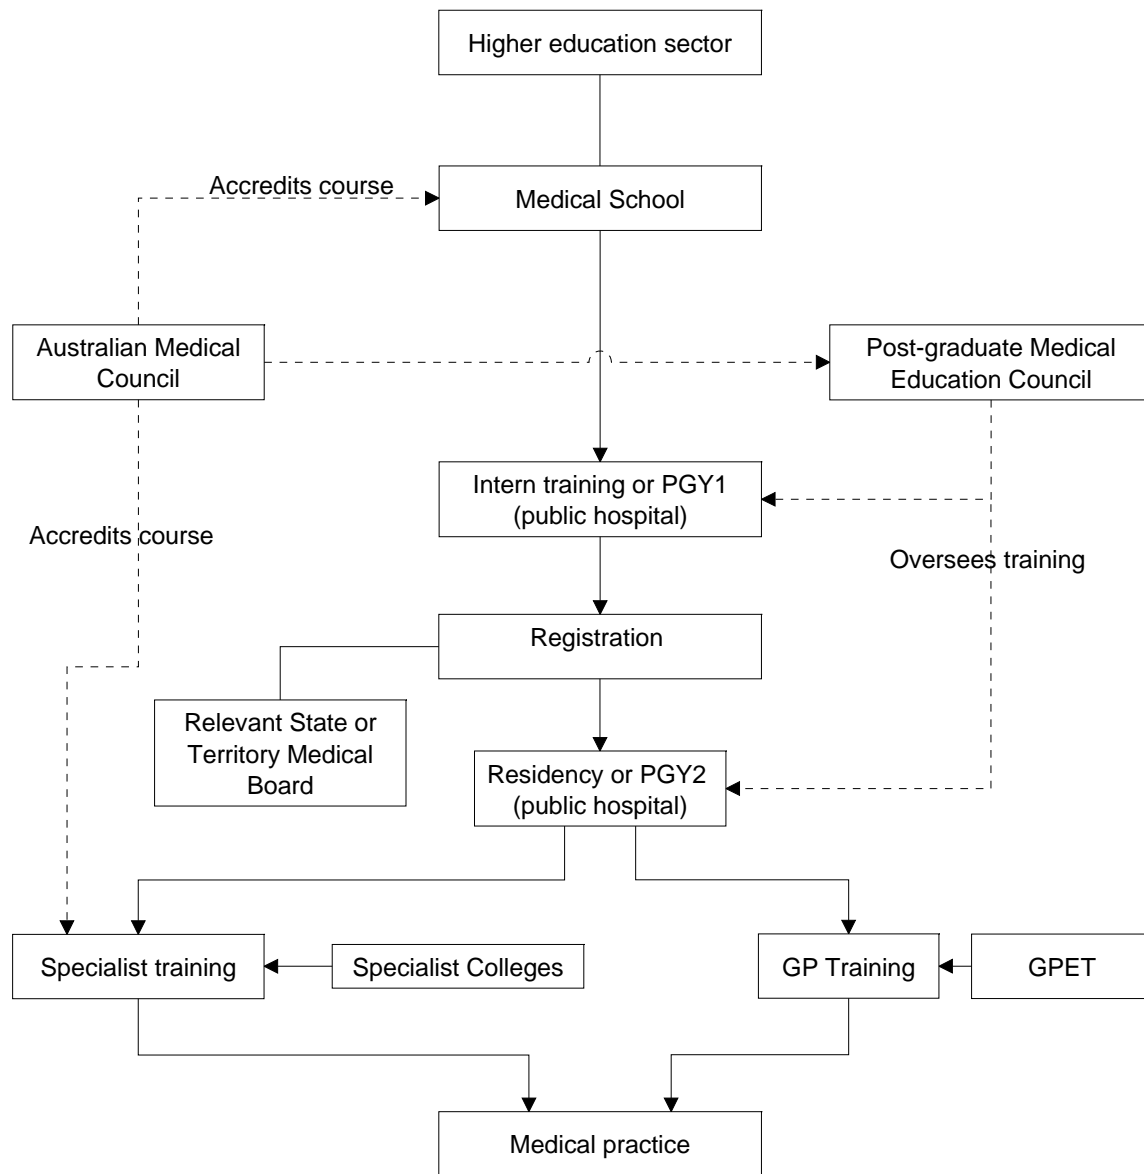 Higher education sector
Accredits course
Medical School
Australian Medical
Council
Post-graduate Medical
Education Council
Intern training or PGY1
(public hospital)
Accredits course
Oversees training
Registration
Relevant State or
Territory Medical
Board
Residency or PGY2
(public hospital)
Specialist training
Specialist Colleges
GP Training
GPET
Medical practice